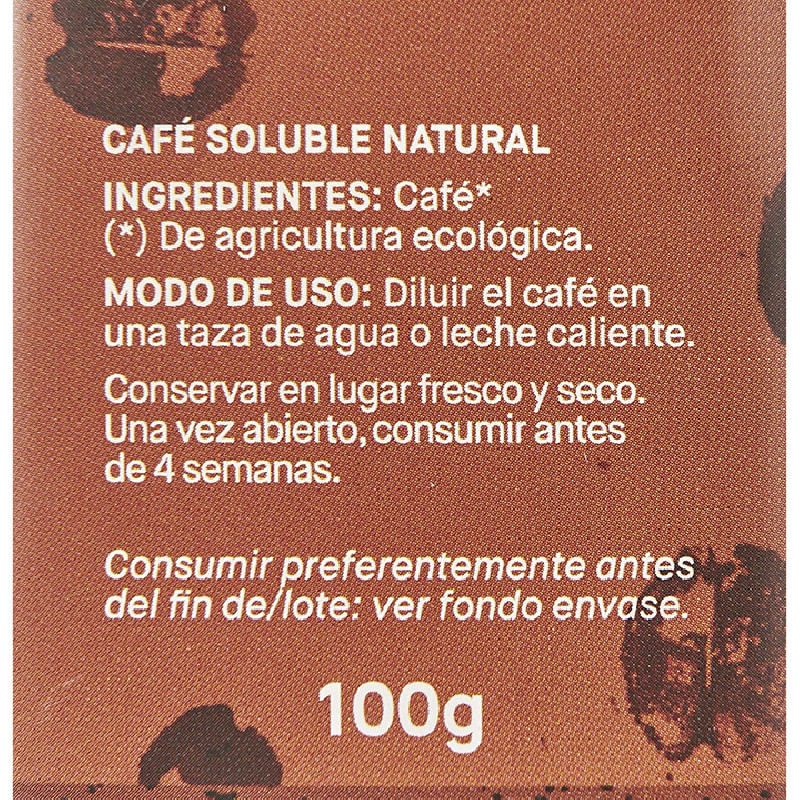 CAFÉ SOLUBLE NATURAL
INGREDIENTES: Café*
(*) De agricultura ecológica.
MODO DE USO: Diluir el café en
una taza de agua o leche caliente.
Conservar en lugar fresco y seco.
Una vez abierto, consumir antes
de 4 semanas.
Consumir preferentemente antes
del fin de/lote: ver fondo envase.
100g